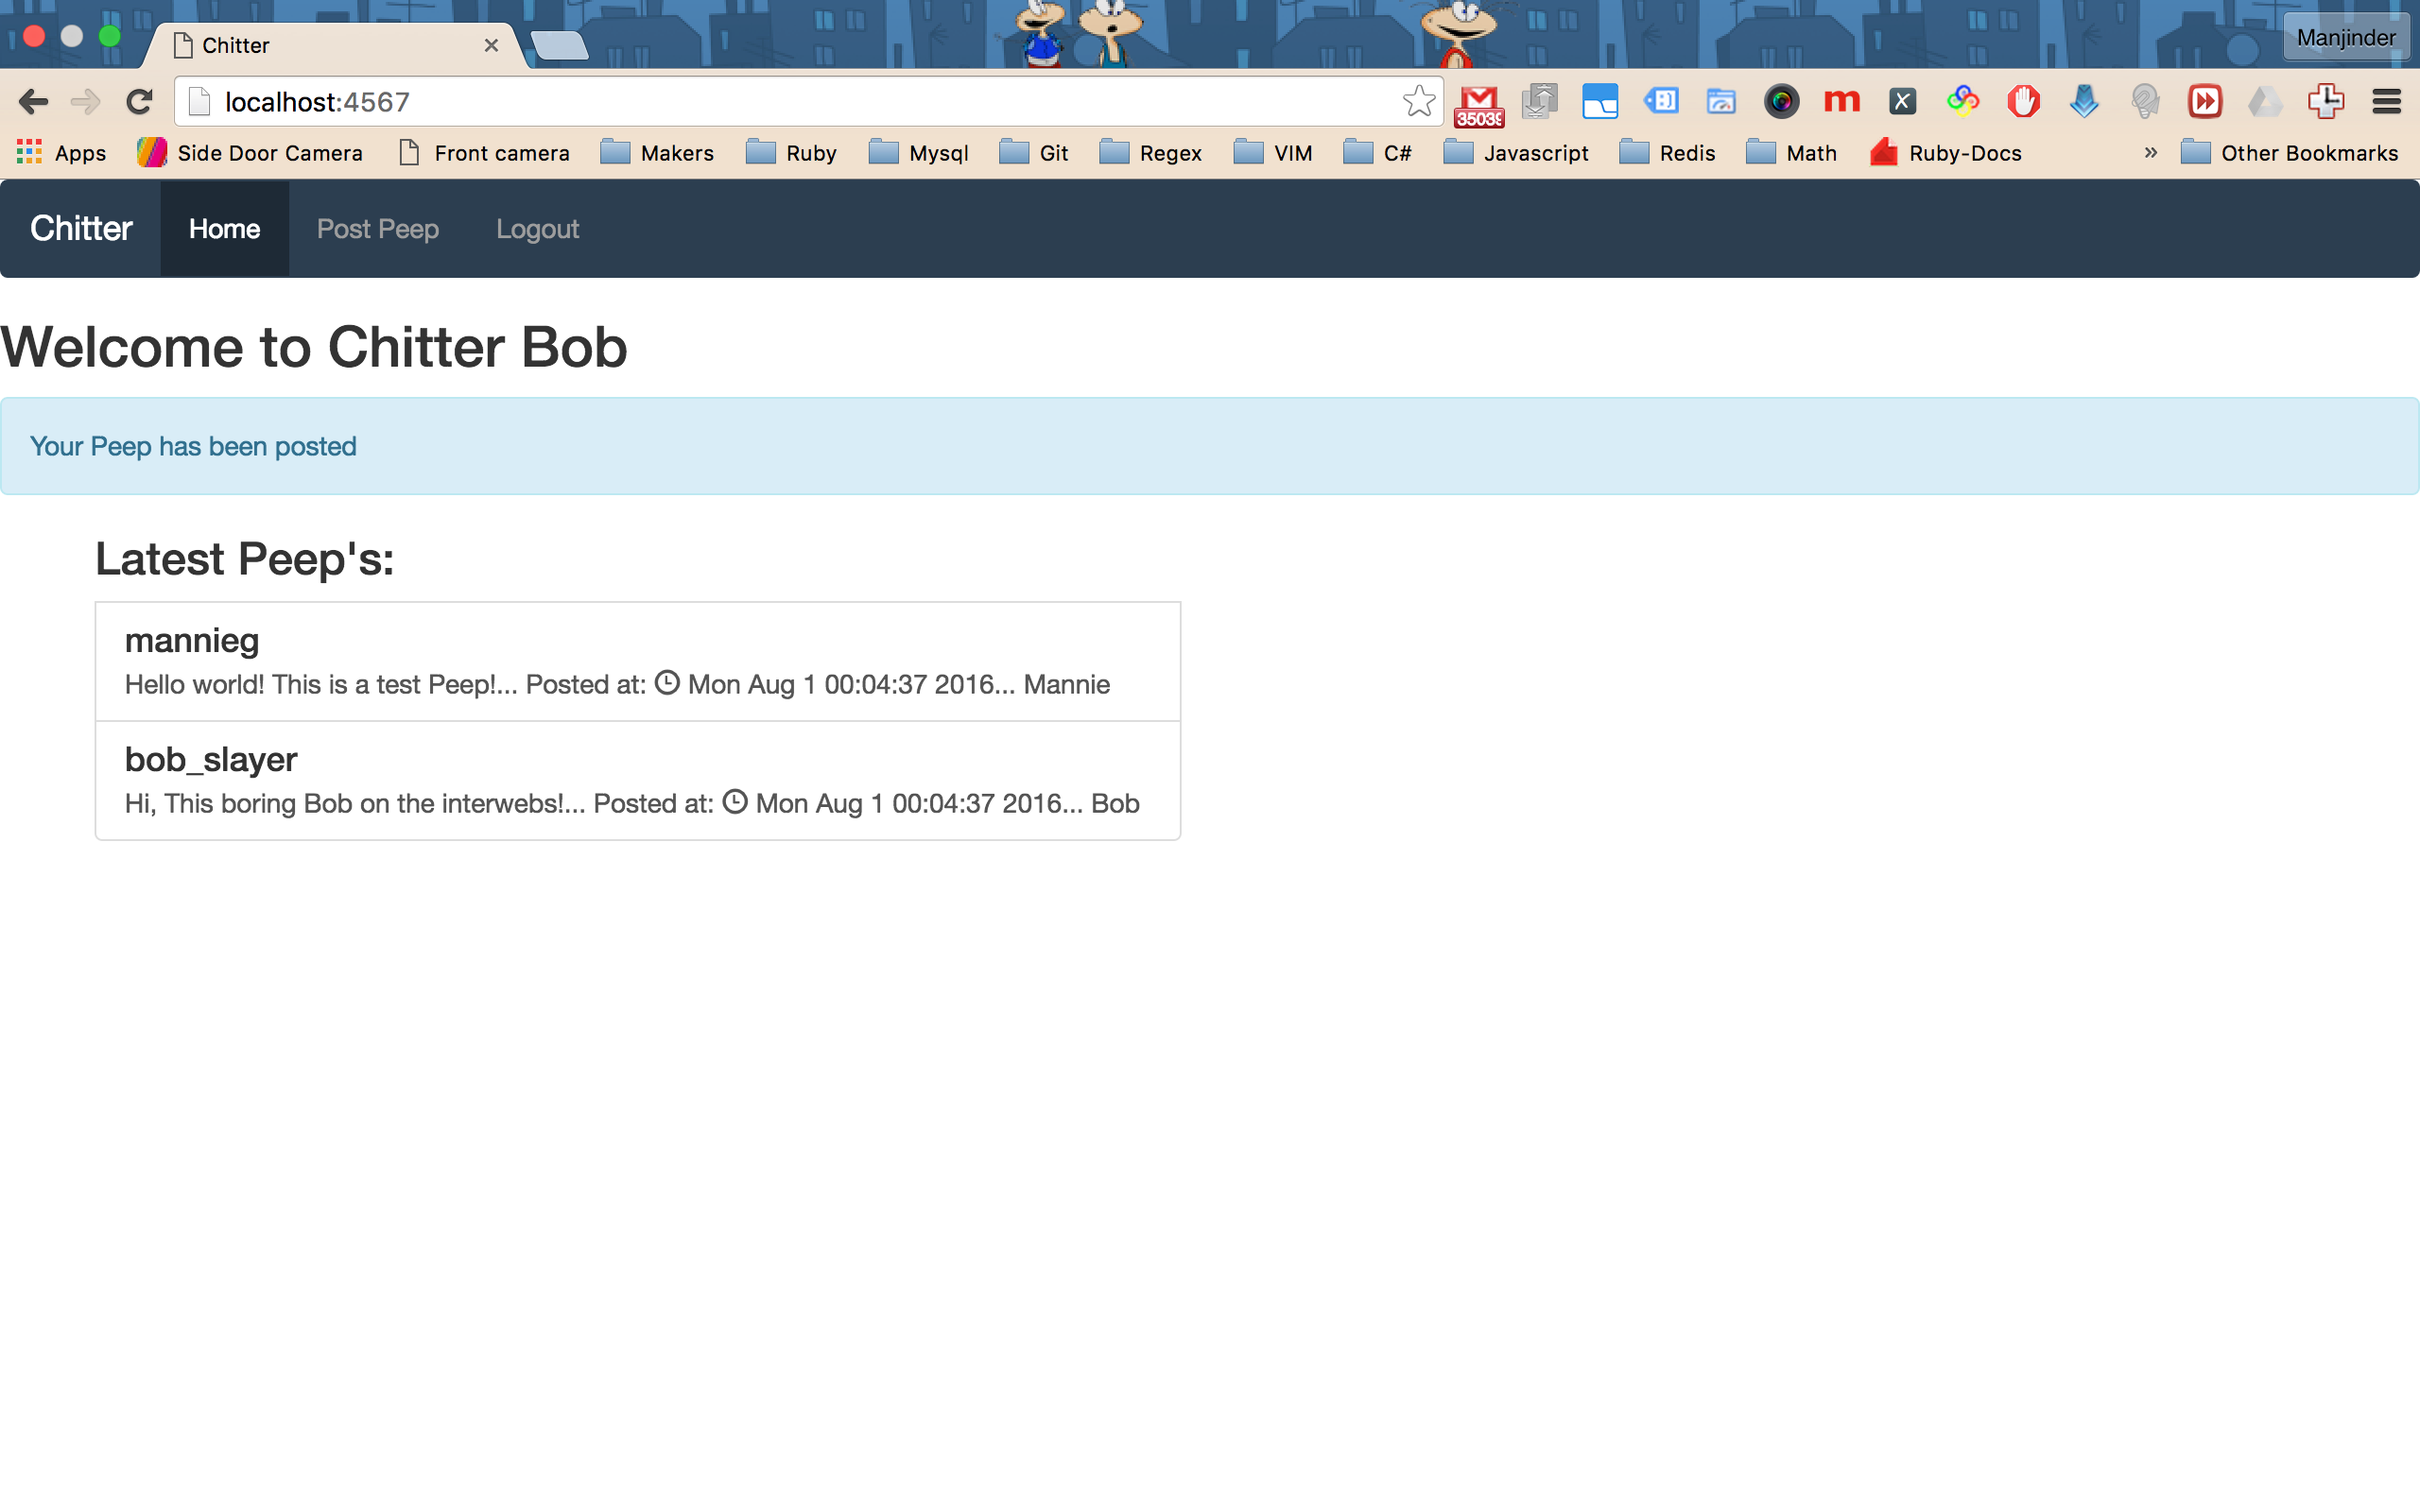 Chitter
Manjinder
localhost:4567
35039
Apps Side Door Camera Front camera Makers Ruby Mysql Git Regex VIM C# Javascript Redis Math Ruby-Docs » Other Bookmarks
Chitter Home Post Peep Logout
Welcome to Chitter Bob
Your Peep has been posted
Latest Peep's:
mannieg
Hello world! This is a test Peep!... Posted at: Mon Aug 1 00:04:37 2016... Mannie
bob_slayer
Hi, This boring Bob on the interwebs!... Posted at: Mon Aug 1 00:04:37 2016... Bob